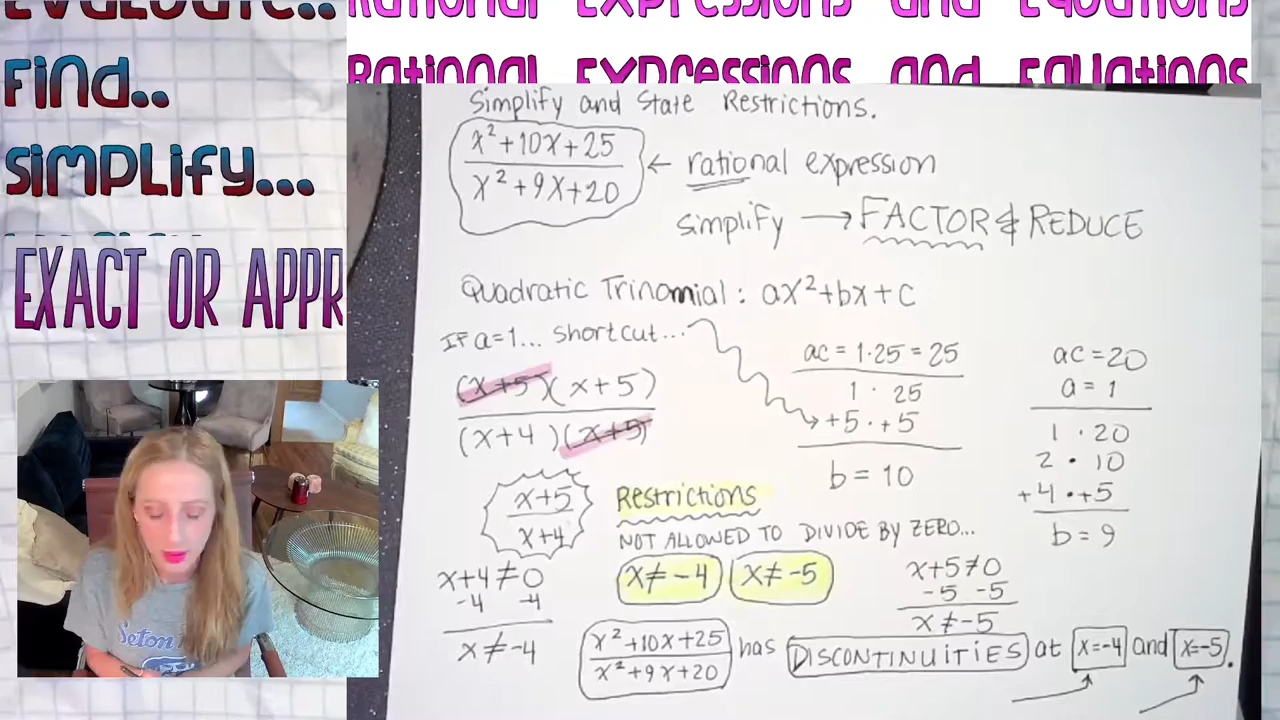 EVALUATE..
Find..
SIMPLIFY...
EXACT OR APPR
Rational Expressions and Equations
Rational Expressions and Equations
Simplify and State Restrictions.
x²+10x+25
x²+9x+20
← rational expression
simplify → FACTOR & REDUCE
Quadratic Trinomial: ax²+bx+c
If a=1... shortcut...
(x+5)(x+5)
(x+4)(x+5)
x+5
x+4
x+4≠0
-4 -4
x≠-4
ac = 1·25 = 25
1 · 25
+5 · +5
b = 10
ac = 20
a = 1
1 · 20
2 · 10
+4 · +5
b = 9
Restrictions
NOT ALLOWED TO DIVIDE BY ZERO...
x≠-4 x≠-5
x+5≠0
-5 -5
x≠-5
x²+10x+25
x²+9x+20
has DISCONTINUITIES at x=-4 and x=-5.
Seton